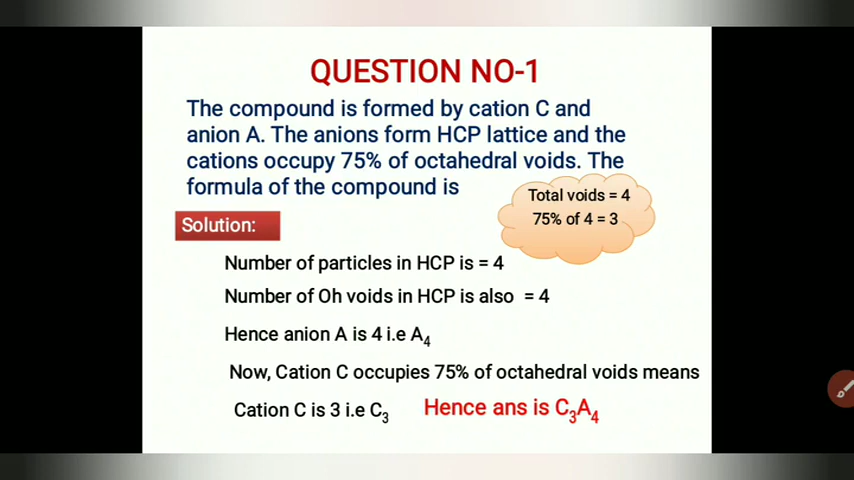 QUESTION NO-1
The compound is formed by cation C and
anion A. The anions form HCP lattice and the
cations occupy 75% of octahedral voids. The
formula of the compound is
Total voids = 4
75% of 4 = 3
Solution:
Number of particles in HCP is = 4
Number of Oh voids in HCP is also = 4
Hence anion A is 4 i.e A₄
Now, Cation C occupies 75% of octahedral voids means
Cation C is 3 i.e C₃
Hence ans is C₃A₄